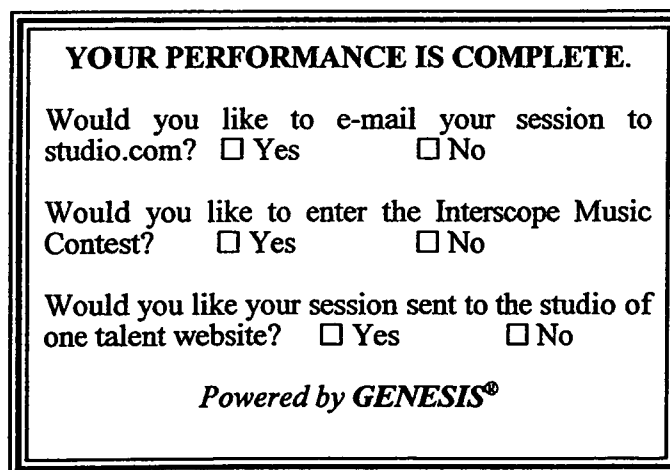 YOUR PERFORMANCE IS COMPLETE.
Would you like to e-mail your session to
studio.com? ☐ Yes ☐ No
Would you like to enter the Interscope Music
Contest? ☐ Yes ☐ No
Would you like your session sent to the studio of
one talent website? ☐ Yes ☐ No
Powered by GENESIS®